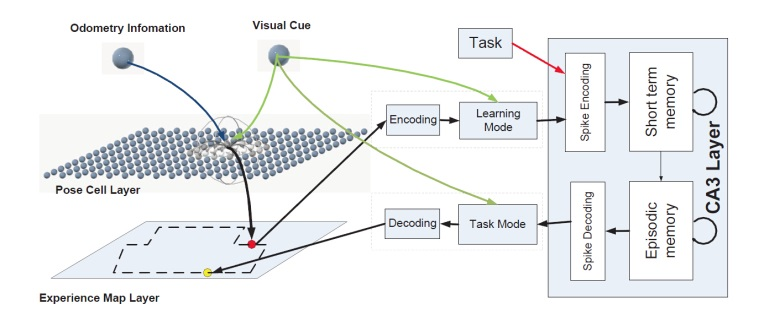 Odometry Infomation
Visual Cue
Task
Encoding
Learning
Mode
Spike Encoding
Short term
memory
CA3 Layer
Pose Cell Layer
Decoding
Task Mode
Spike Decoding
Episodic
memory
Experience Map Layer